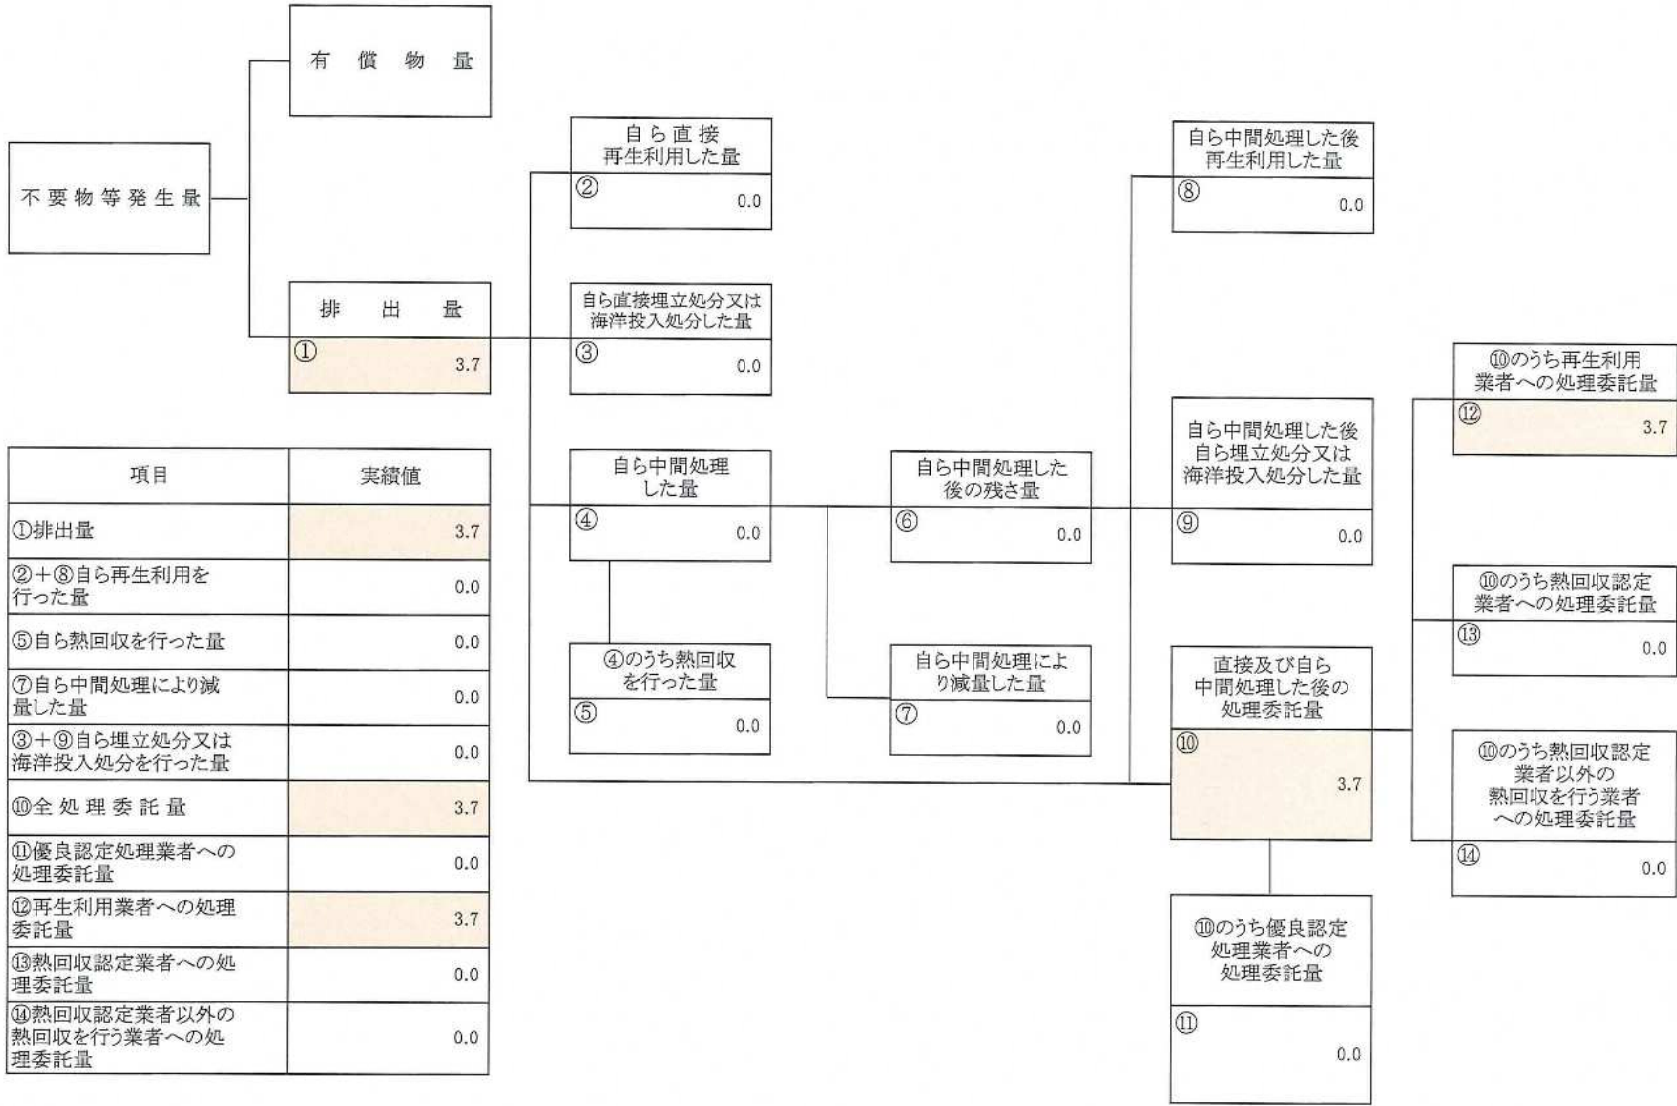 有償物量
不要物等発生量
排出量
①
3.7
自ら直接
再生利用した量
②
0.0
自ら直接埋立処分又は
海洋投入処分した量
③
0.0
自ら中間処理
した量
④
0.0
④のうち熱回収
を行った量
⑤
0.0
自ら中間処理した
後の残さ量
⑥
0.0
自ら中間処理によ
り減量した量
⑦
0.0
自ら中間処理した後
再生利用した量
⑧
0.0
自ら中間処理した後
自ら埋立処分又は
海洋投入処分した量
⑨
0.0
直接及び自ら
中間処理した後の
処理委託量
⑩
3.7
⑩のうち優良認定
処理業者への
処理委託量
⑪
0.0
⑩のうち再生利用
業者への処理委託量
⑫
3.7
⑩のうち熱回収認定
業者への処理委託量
⑬
0.0
⑩のうち熱回収認定
業者以外の
熱回収を行う業者
への処理委託量
⑭
0.0
項目 実績値
①排出量 3.7
②+⑧自ら再生利用を
行った量 0.0
⑤自ら熱回収を行った量 0.0
⑦自ら中間処理により減
量した量 0.0
③+⑨自ら埋立処分又は
海洋投入処分を行った量 0.0
⑩全処理委託量 3.7
⑪優良認定処理業者への
処理委託量 0.0
⑫再生利用業者への処理
委託量 3.7
⑬熱回収認定業者への処
理委託量 0.0
⑭熱回収認定業者以外の
熱回収を行う業者への処
理委託量 0.0